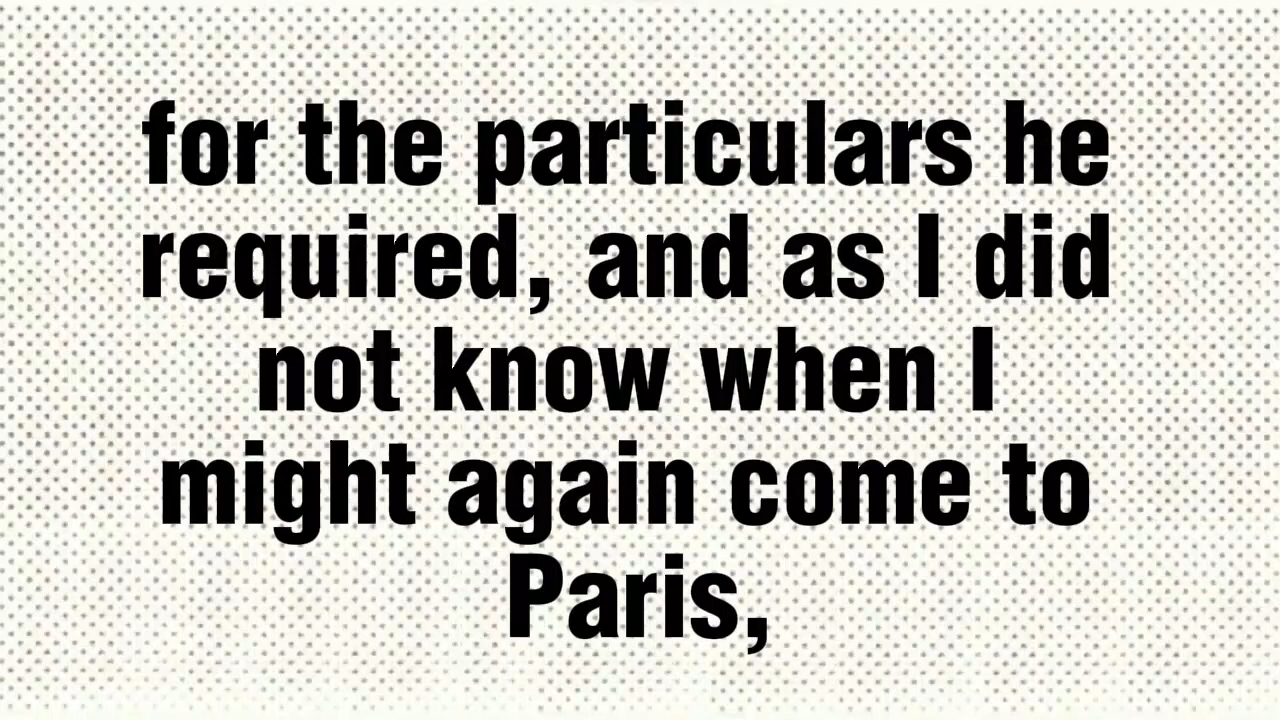 for the particulars he
required, and as I did
not know when I
might again come to
Paris,